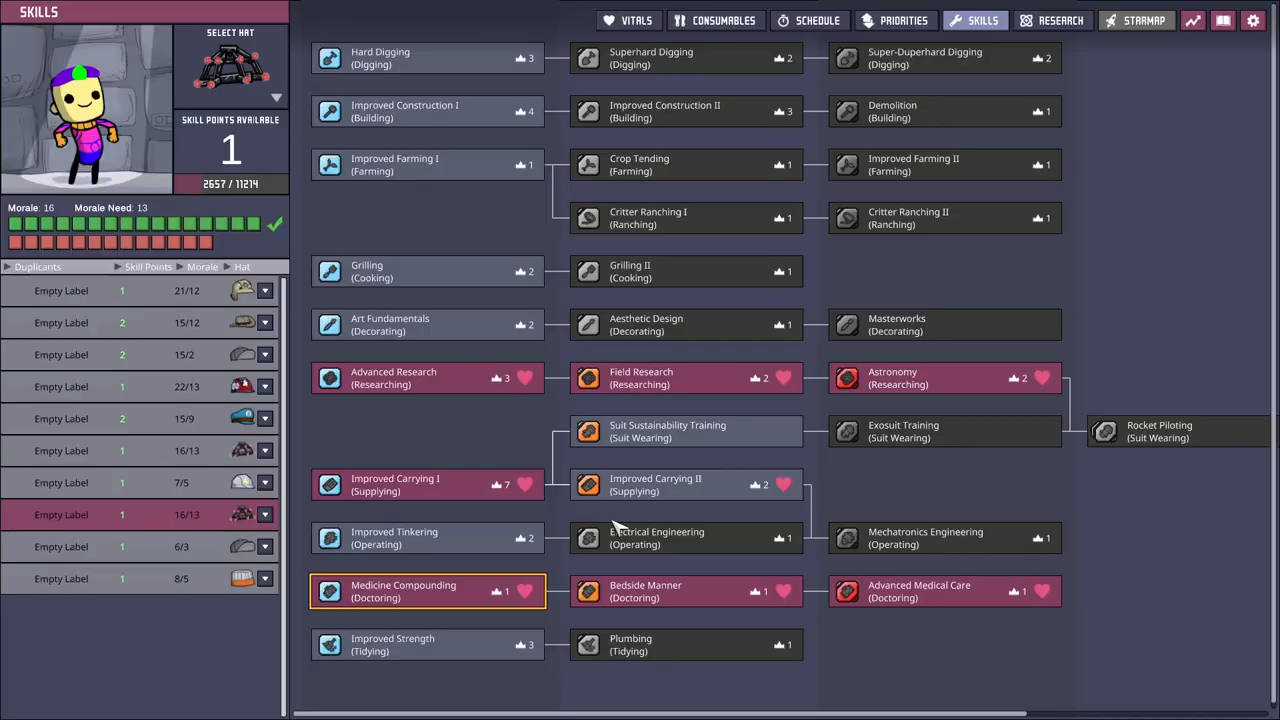 SKILLS
VITALS
CONSUMABLES
SCHEDULE
PRIORITIES
SKILLS
RESEARCH
STARMAP
SELECT HAT
SKILL POINTS
AVAILABLE
1
2657 / 11214
Morale: 16 Morale Need: 13
Duplicants Skill Points Morale Hat
Empty Label 1 21/12
Empty Label 2 15/12
Empty Label 2 15/2
Empty Label 1 22/13
Empty Label 2 15/9
Empty Label 1 16/13
Empty Label 1 7/5
Empty Label 1 16/13
Empty Label 1 6/3
Empty Label 1 8/5
Hard Digging
(Digging) 3
Superhard Digging
(Digging) 2
Super-Duperhard Digging
(Digging) 2
Improved Construction I
(Building) 4
Improved Construction II
(Building) 3
Demolition
(Building) 1
Improved Farming I
(Farming) 1
Crop Tending
(Farming) 1
Improved Farming II
(Farming) 1
Critter Ranching I
(Ranching) 1
Critter Ranching II
(Ranching) 1
Grilling
(Cooking) 2
Grilling II
(Cooking) 1
Art Fundamentals
(Decorating) 2
Aesthetic Design
(Decorating) 1
Masterworks
(Decorating)
Advanced Research
(Researching) 3
Field Research
(Researching) 2
Astronomy
(Researching) 2
Suit Sustainability Training
(Suit Wearing)
Exosuit Training
(Suit Wearing)
Rocket Piloting
(Suit Wearing)
Improved Carrying I
(Supplying) 7
Improved Carrying II
(Supplying) 2
Improved Tinkering
(Operating) 2
Electrical Engineering
(Operating) 1
Mechatronics Engineering
(Operating) 1
Medicine Compounding
(Doctoring) 1
Bedside Manner
(Doctoring) 1
Advanced Medical Care
(Doctoring) 1
Improved Strength
(Tidying) 3
Plumbing
(Tidying) 1